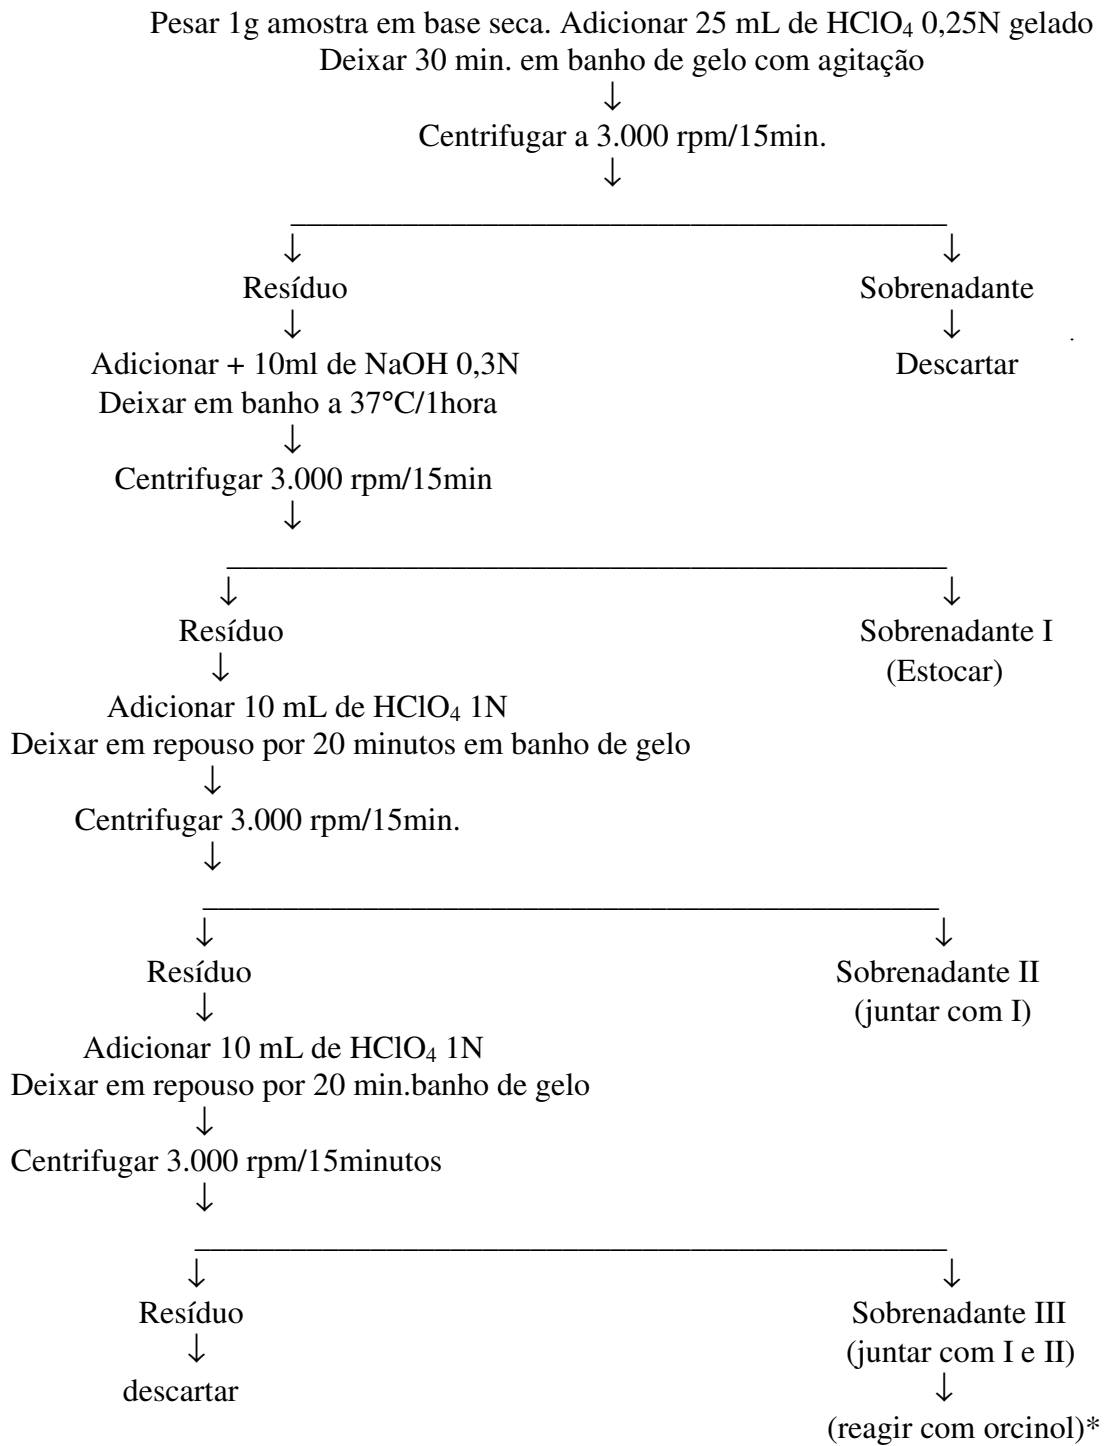 Pesar 1g amostra em base seca. Adicionar 25 mL de HClO₄ 0,25N gelado
Deixar 30 min. em banho de gelo com agitação
↓
Centrifugar a 3.000 rpm/15min.
↓
↓ ↓
Resíduo Sobrenadante
↓ ↓
Adicionar + 10ml de NaOH 0,3N Descartar
Deixar em banho a 37°C/1hora
↓
Centrifugar 3.000 rpm/15min
↓
↓ ↓
Resíduo Sobrenadante I
↓ (Estocar)
Adicionar 10 mL de HClO₄ 1N
Deixar em repouso por 20 minutos em banho de gelo
↓
Centrifugar 3.000 rpm/15min.
↓
↓ ↓
Resíduo Sobrenadante II
↓ (juntar com I)
Adicionar 10 mL de HClO₄ 1N
Deixar em repouso por 20 min.banho de gelo
↓
Centrifugar 3.000 rpm/15minutos
↓
↓ ↓
Resíduo Sobrenadante III
↓ (juntar com I e II)
descartar ↓
(reagir com orcinol)*